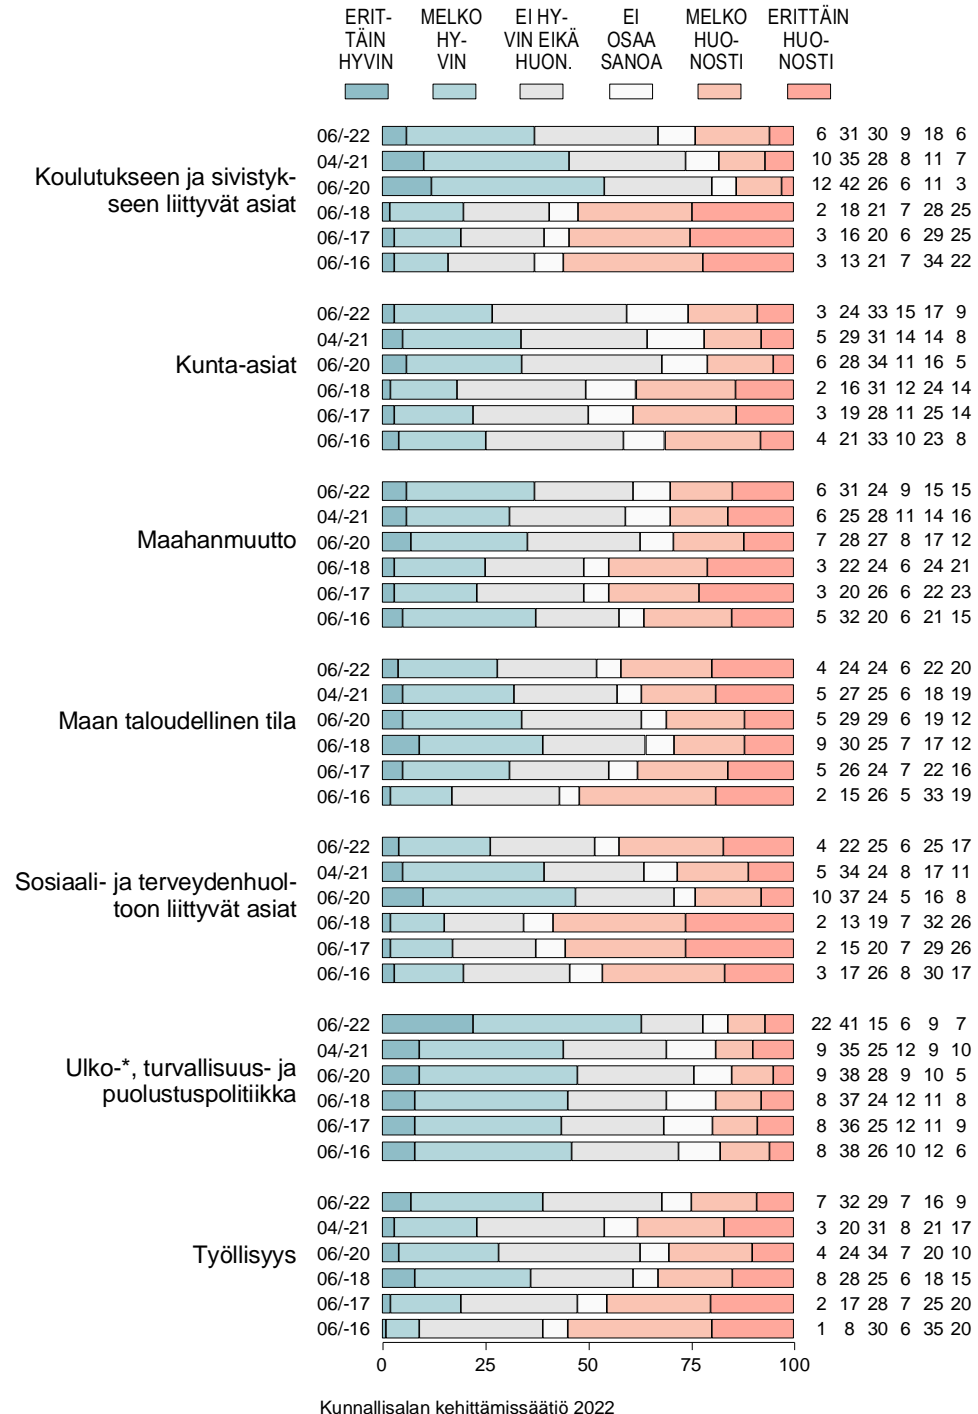 ERIT-
TÄIN
HYVIN
MELKO
HY-
VIN
EI HY-
VIN EIKÄ
HUON.
EI
OSAA
SANOA
MELKO
HUO-
NOSTI
ERITTÄIN
HUO-
NOSTI
Koulutukseen ja sivistyk-
seen liittyvät asiat
06/-22 6 31 30 9 18 6
04/-21 10 35 28 8 11 7
06/-20 12 42 26 6 11 3
06/-18 2 18 21 7 28 25
06/-17 3 16 20 6 29 25
06/-16 3 13 21 7 34 22
Kunta-asiat
06/-22 3 24 33 15 17 9
04/-21 5 29 31 14 14 8
06/-20 6 28 34 11 16 5
06/-18 2 16 31 12 24 14
06/-17 3 19 28 11 25 14
06/-16 4 21 33 10 23 8
Maahanmuutto
06/-22 6 31 24 9 15 15
04/-21 6 25 28 11 14 16
06/-20 7 28 27 8 17 12
06/-18 3 22 24 6 24 21
06/-17 3 20 26 6 22 23
06/-16 5 32 20 6 21 15
Maan taloudellinen tila
06/-22 4 24 24 6 22 20
04/-21 5 27 25 6 18 19
06/-20 5 29 29 6 19 12
06/-18 9 30 25 7 17 12
06/-17 5 26 24 7 22 16
06/-16 2 15 26 5 33 19
Sosiaali- ja terveydenhuol-
toon liittyvät asiat
06/-22 4 22 25 6 25 17
04/-21 5 34 24 8 17 11
06/-20 10 37 24 5 16 8
06/-18 2 13 19 7 32 26
06/-17 2 15 20 7 29 26
06/-16 3 17 26 8 30 17
Ulko-*, turvallisuus- ja
puolustuspolitiikka
06/-22 22 41 15 6 9 7
04/-21 9 35 25 12 9 10
06/-20 9 38 28 9 10 5
06/-18 8 37 24 12 11 8
06/-17 8 36 25 12 11 9
06/-16 8 38 26 10 12 6
Työllisyys
06/-22 7 32 29 7 16 9
04/-21 3 20 31 8 21 17
06/-20 4 24 34 7 20 10
06/-18 8 28 25 6 18 15
06/-17 2 17 28 7 25 20
06/-16 1 8 30 6 35 20
0 25 50 75 100
Kunnallisalan kehittämissäätiö 2022